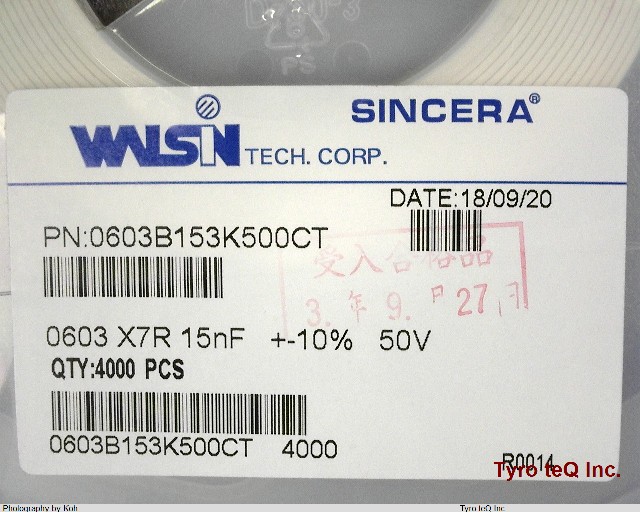 PS
SINCERA®
WALSIN TECH. CORP.
DATE:18/09/20
PN:0603B153K500CT
受入合格品
3. 年 9. 月 27, 日
0603 X7R 15nF +-10% 50V
QTY:4000 PCS
0603B153K500CT 4000
R0014
Tyro teQ Inc.
Photography by Koh
Tyro teQ Inc